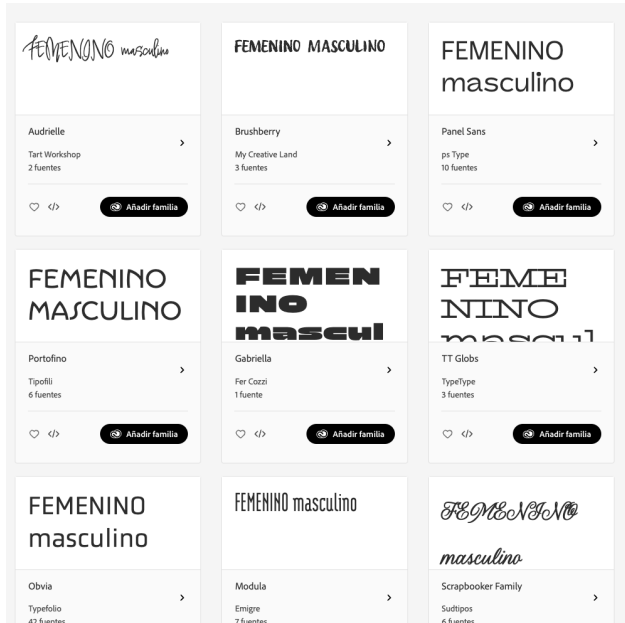 FEMENINO masculino
Audrielle
Tart Workshop
2 fuentes
Añadir familia
FEMENINO MASCULINO
Brushberry
My Creative Land
3 fuentes
Añadir familia
FEMENINO
masculino
Panel Sans
ps Type
10 fuentes
Añadir familia
FEMENINO
MASCULINO
Portofino
Tipofili
6 fuentes
Añadir familia
FEMEN
INO
mascul
Gabriella
Fer Cozzi
1 fuente
Añadir familia
FEME
NINO
mascul
TT Globs
TypeType
3 fuentes
Añadir familia
FEMENINO
masculino
Obvia
Typefolio
42 fuentes
FEMENINO masculino
Modula
Emigre
7 fuentes
FEMENINO
masculino
Scrapbooker Family
Sudtipos
6 fuentes